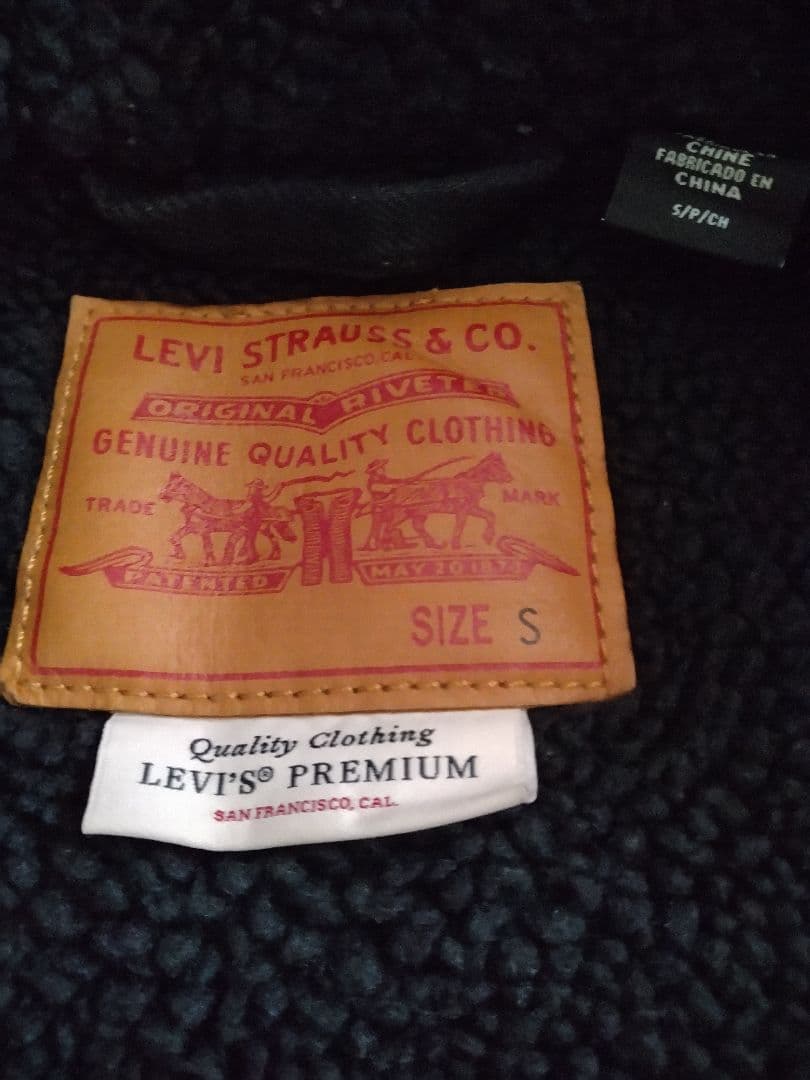 CHINE
FABRICADO EN
CHINA
S/P/CH
LEVI STRAUSS & CO.
SAN FRANCISCO, CAL
ORIGINAL RIVETED
GENUINE QUALITY CLOTHING
TRADE MARK
PATENTED MAY 20 1873
SIZE S
Quality Clothing
LEVI'S® PREMIUM
SAN FRANCISCO, CAL.